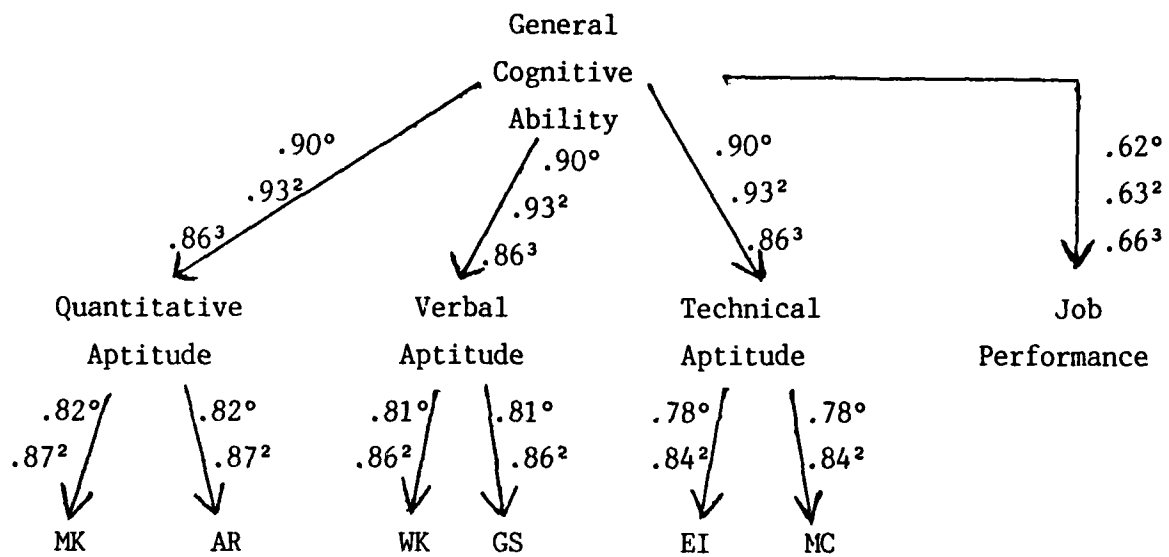 General
Cognitive
Ability
.90° .90° .90° .62°
.93² .93² .93² .63²
.86³ .86³ .86³ .66³
Quantitative Verbal Technical Job
Aptitude Aptitude Aptitude Performance
.82° .82° .81° .81° .78° .78°
.87² .87² .86² .86² .84² .84²
MK AR WK GS EI MC